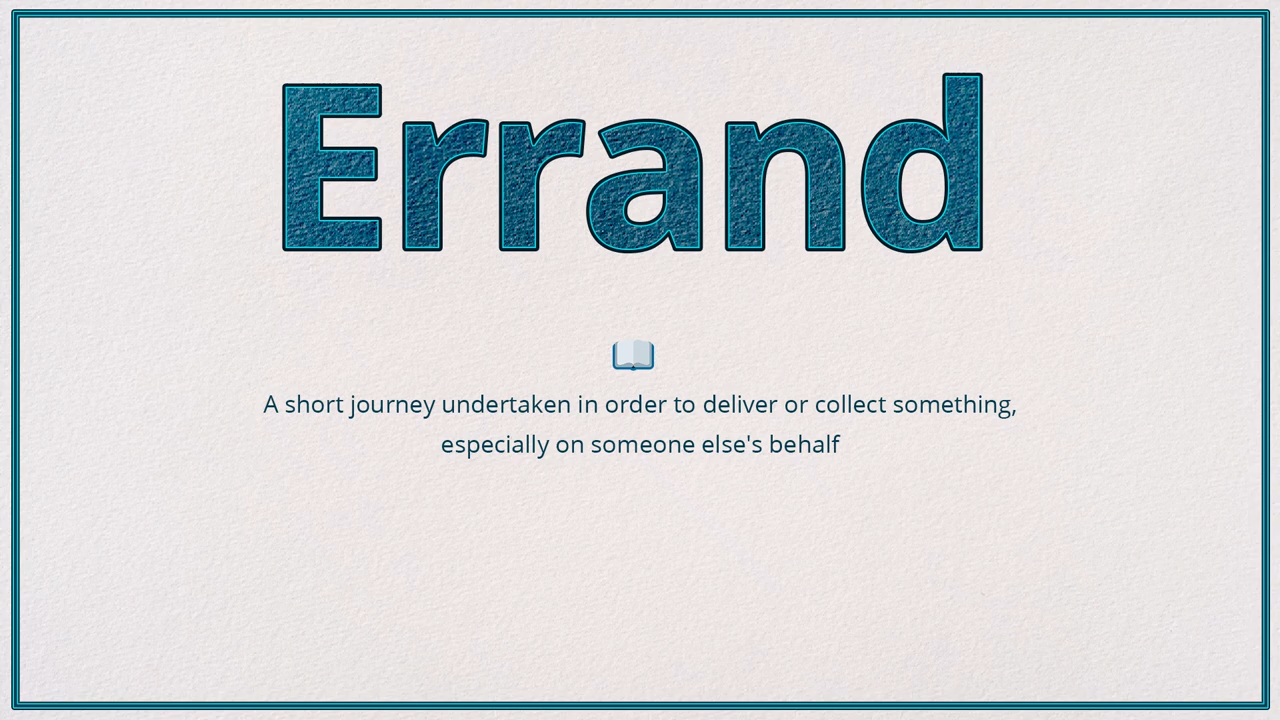 Errand
A short journey undertaken in order to deliver or collect something,
especially on someone else's behalf